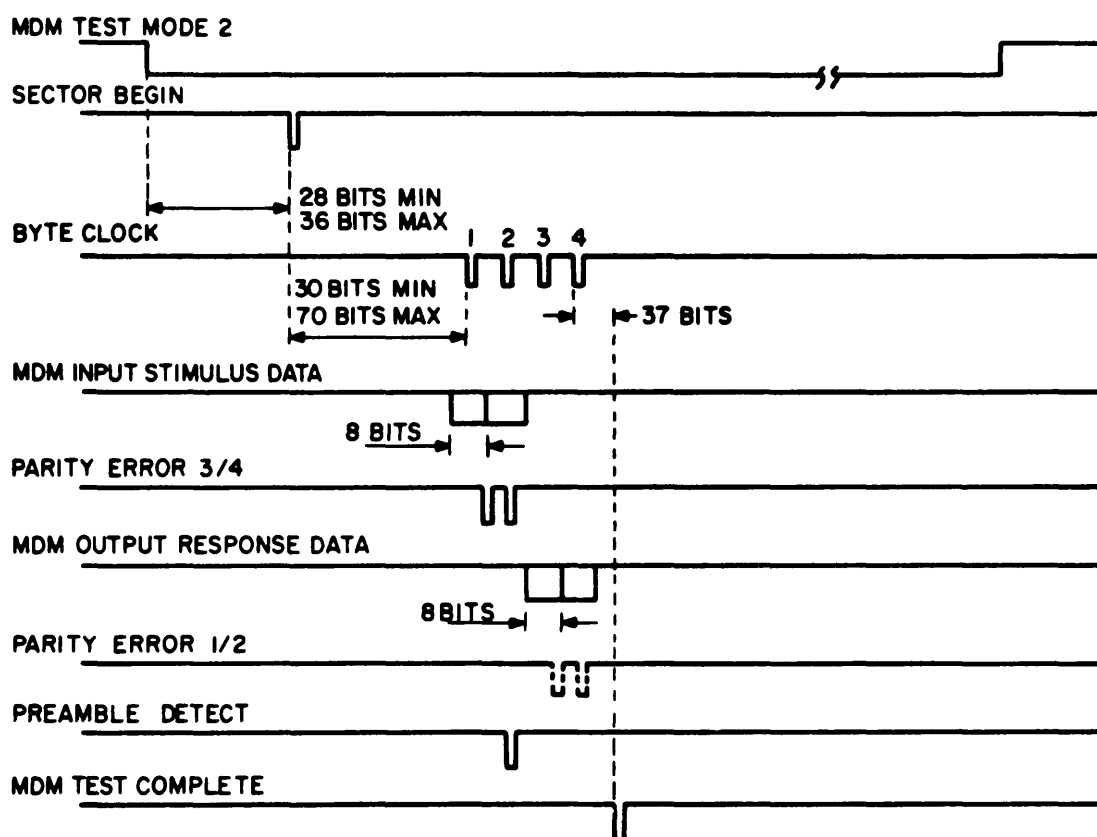 MDM TEST MODE 2
SECTOR BEGIN
28 BITS MIN
36 BITS MAX
BYTE CLOCK
1 2 3 4
30 BITS MIN
70 BITS MAX
37 BITS
MDM INPUT STIMULUS DATA
8 BITS
PARITY ERROR 3/4
MDM OUTPUT RESPONSE DATA
8 BITS
PARITY ERROR 1/2
PREAMBLE DETECT
MDM TEST COMPLETE